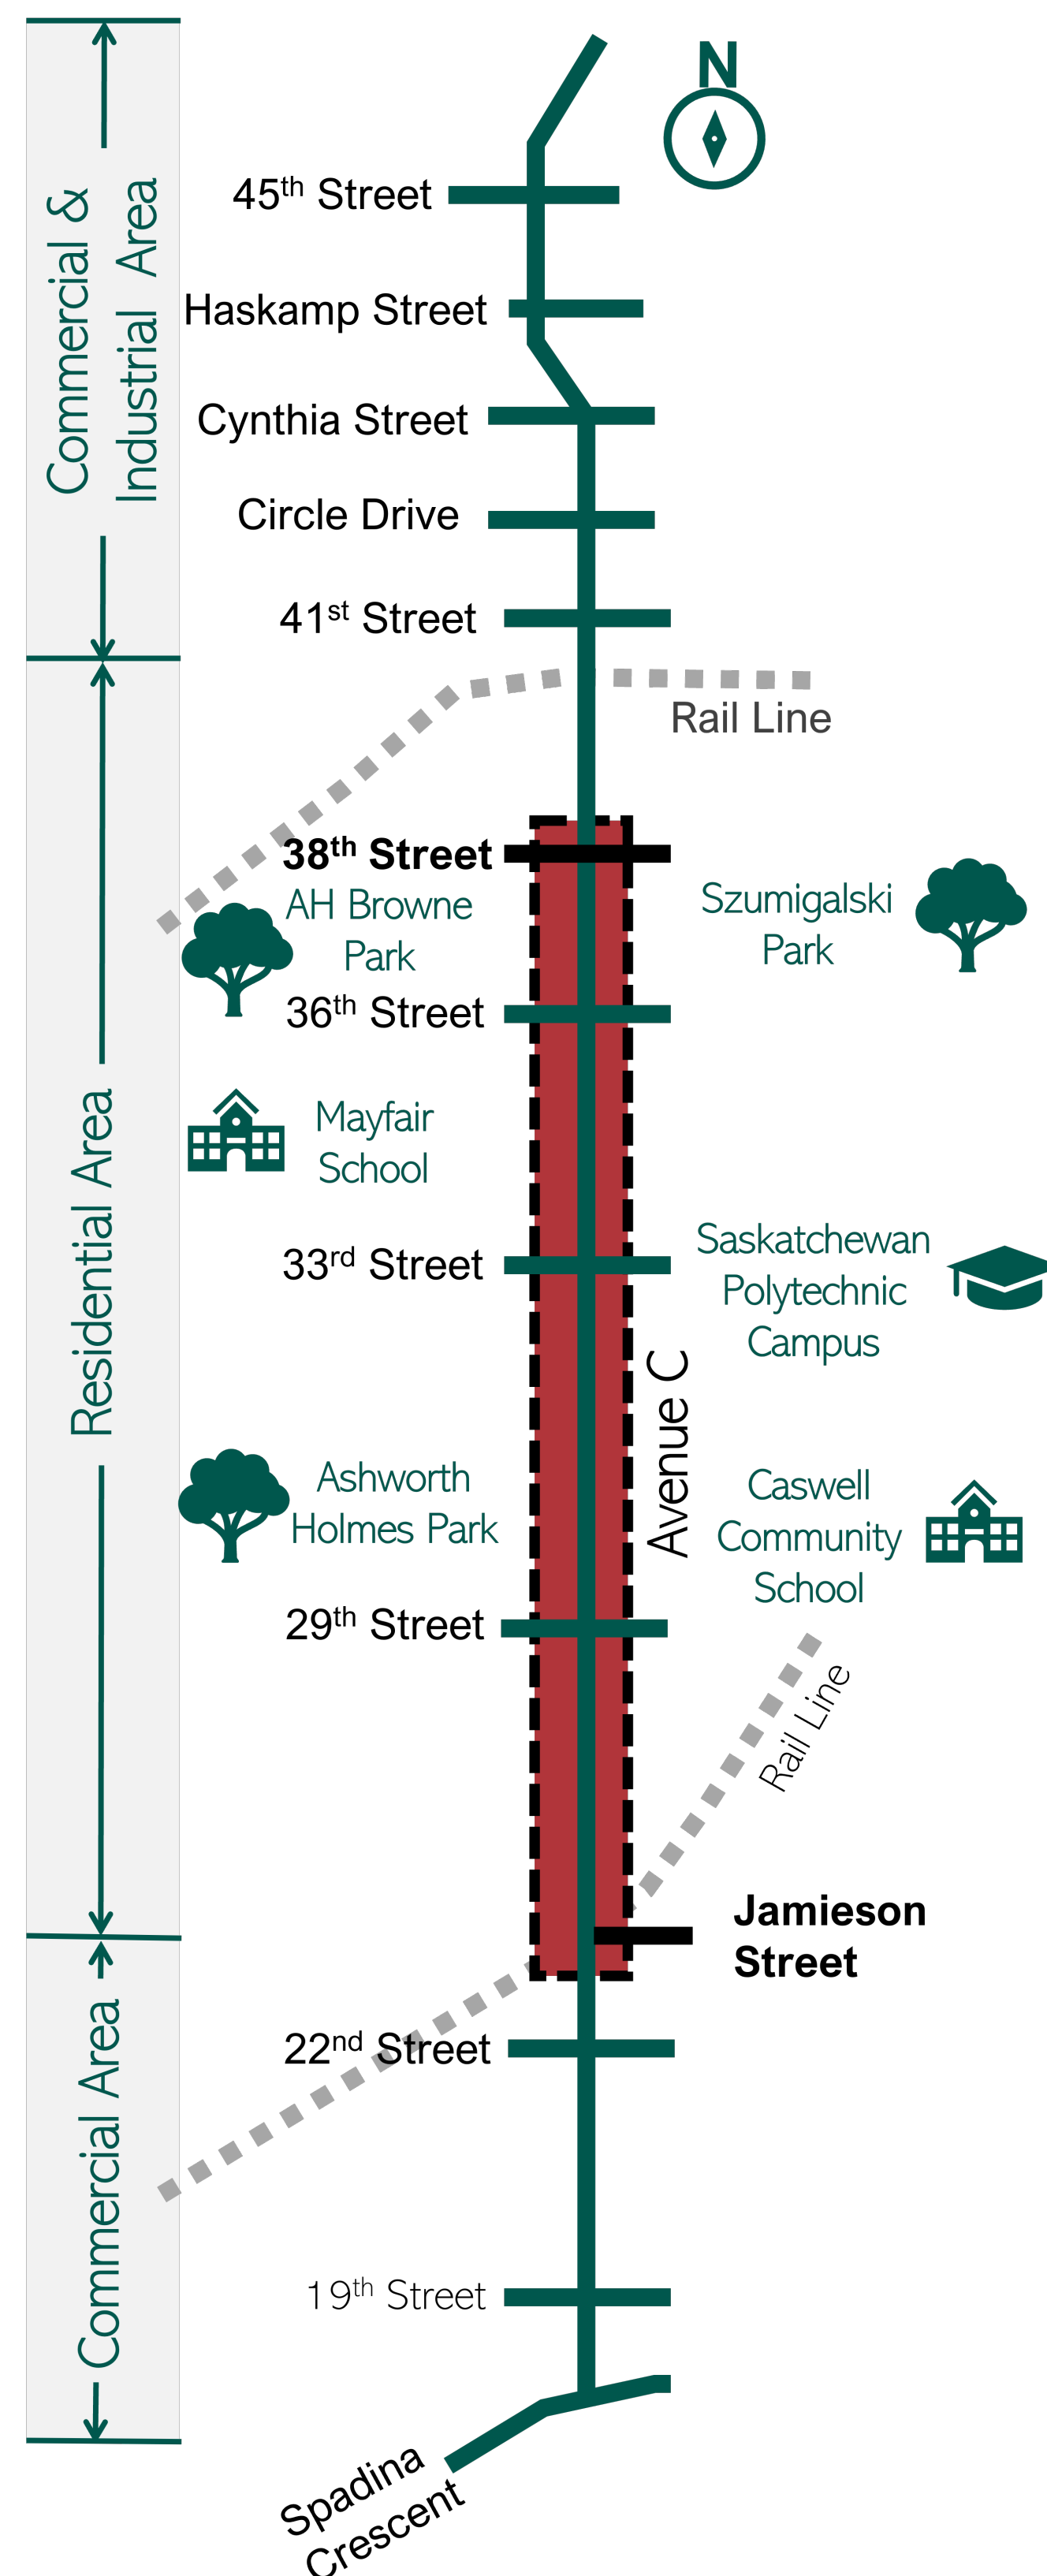 N
45th Street
Commercial &
Industrial Area
Haskamp Street
Cynthia Street
Circle Drive
41st Street
Rail Line
38th Street
AH Browne
Park
Szumigalski
Park
36th Street
Residential Area
Mayfair
School
33rd Street
Saskatchewan
Polytechnic
Campus
Avenue C
Ashworth
Holmes Park
Caswell
Community
School
29th Street
Rail Line
Jamieson
Street
22nd Street
Commercial Area
19th Street
Spadina
Crescent